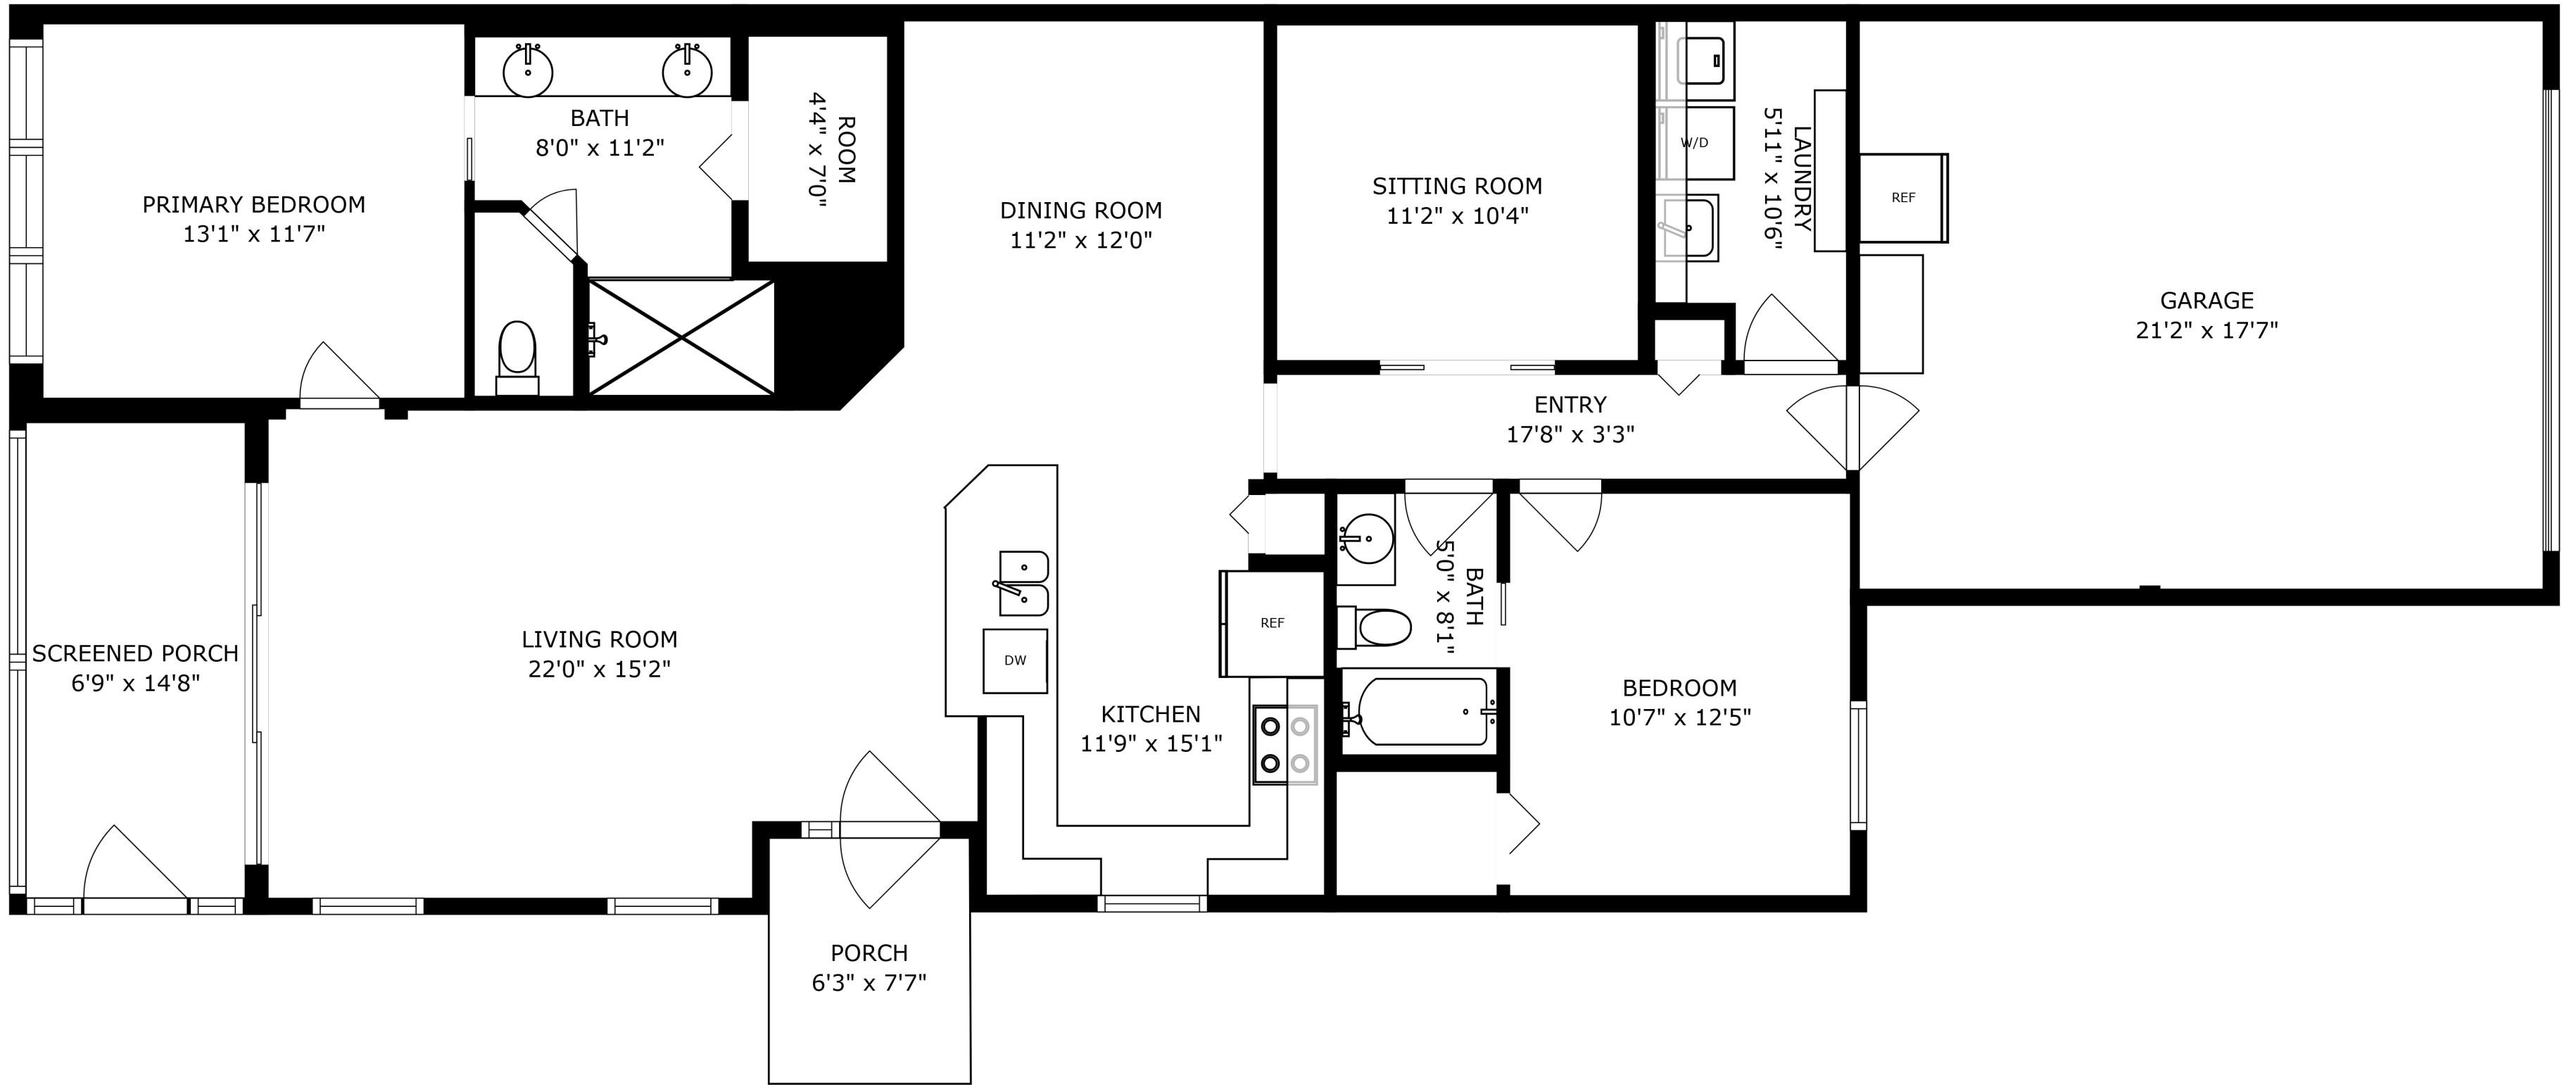 BATH
8'0" x 11'2"
ROOM
4'4" x 7'0"
PRIMARY BEDROOM
13'1" x 11'7"
DINING ROOM
11'2" x 12'0"
SITTING ROOM
11'2" x 10'4"
W/D
LAUNDRY
5'11" x 10'6"
REF
GARAGE
21'2" x 17'7"
ENTRY
17'8" x 3'3"
SCREENED PORCH
6'9" x 14'8"
LIVING ROOM
22'0" x 15'2"
DW
KITCHEN
11'9" x 15'1"
REF
BATH
5'0" x 8'1"
BEDROOM
10'7" x 12'5"
PORCH
6'3" x 7'7"